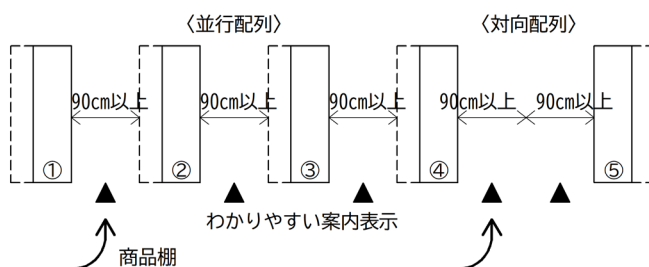 〈並行配列〉
〈対向配列〉
90cm以上
90cm以上
90cm以上
90cm以上
90cm以上
①
②
③
④
⑤
わかりやすい案内表示
商品棚